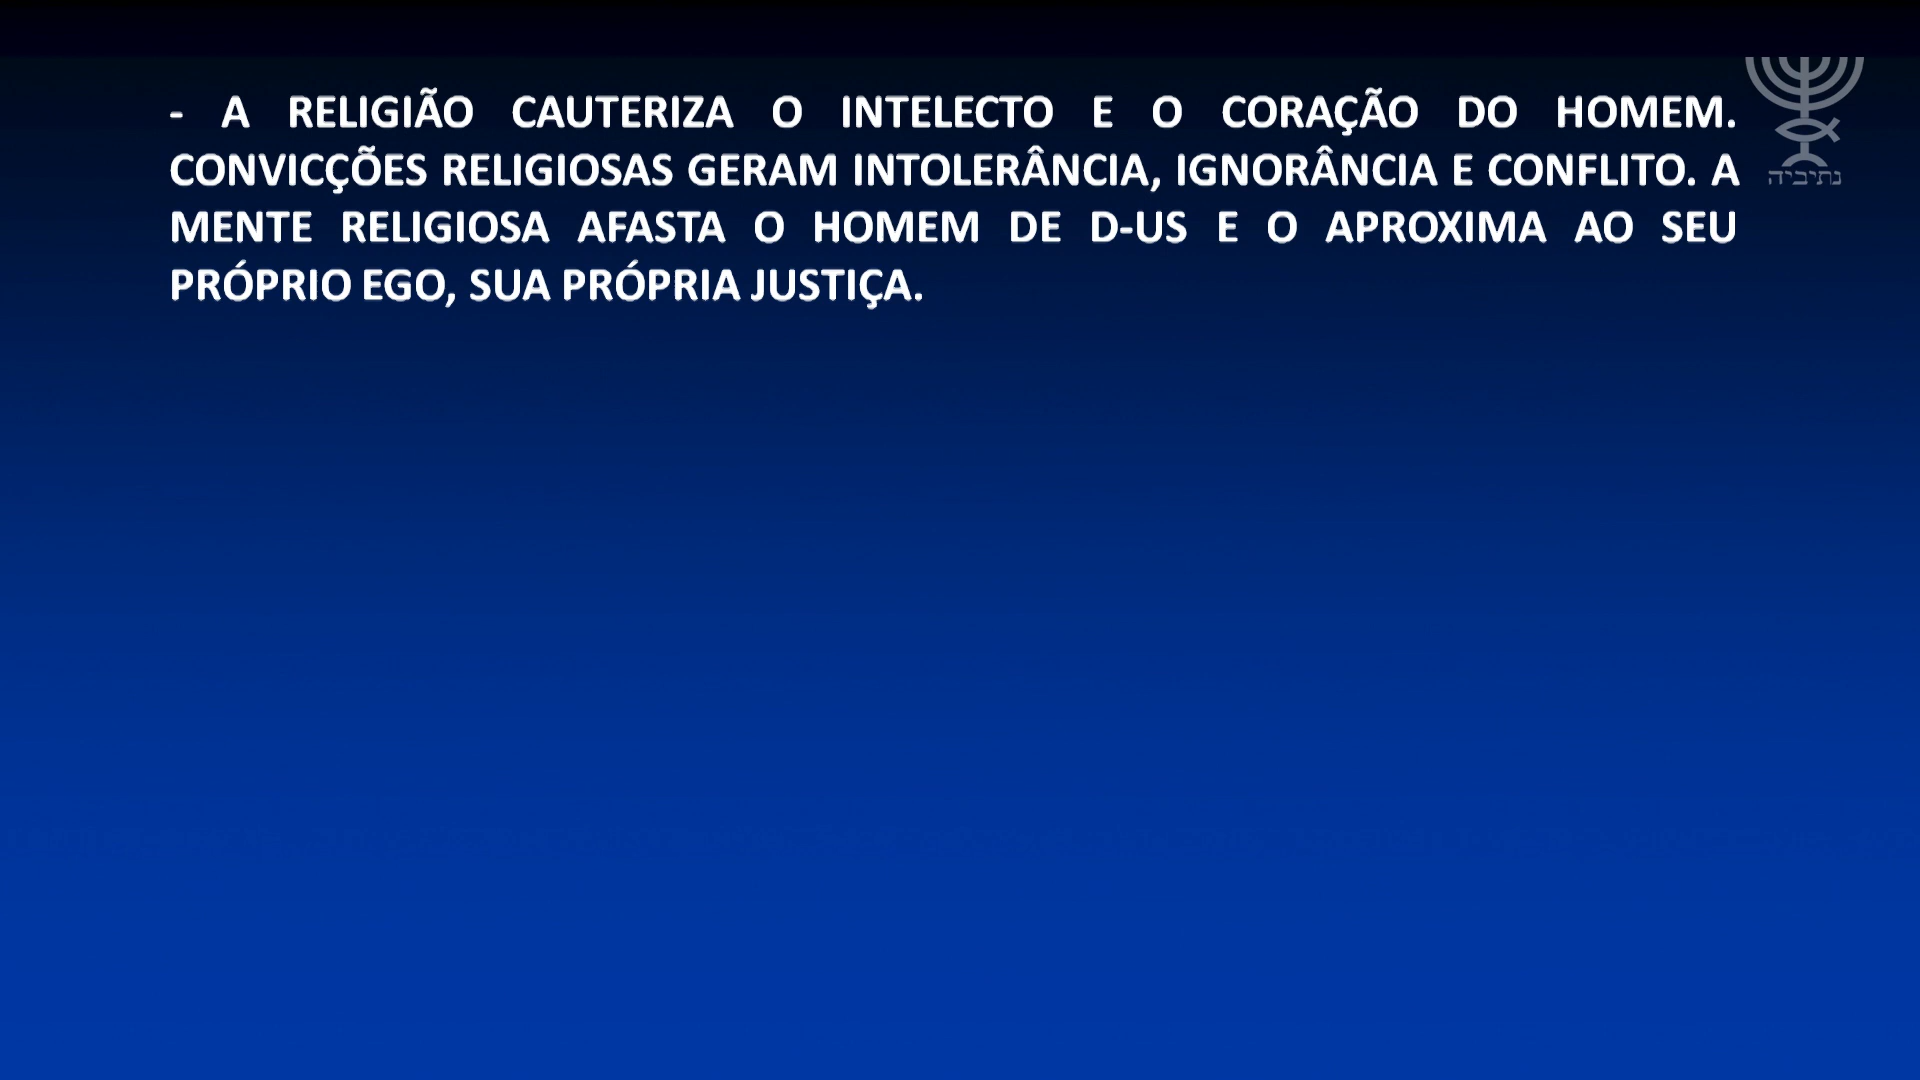 - A RELIGIÃO CAUTERIZA O INTELECTO E O CORAÇÃO DO HOMEM.
CONVICÇÕES RELIGIOSAS GERAM INTOLERÂNCIA, IGNORÂNCIA E CONFLITO. A
MENTE RELIGIOSA AFASTA O HOMEM DE D-US E O APROXIMA AO SEU
PRÓPRIO EGO, SUA PRÓPRIA JUSTIÇA.
נתיביה